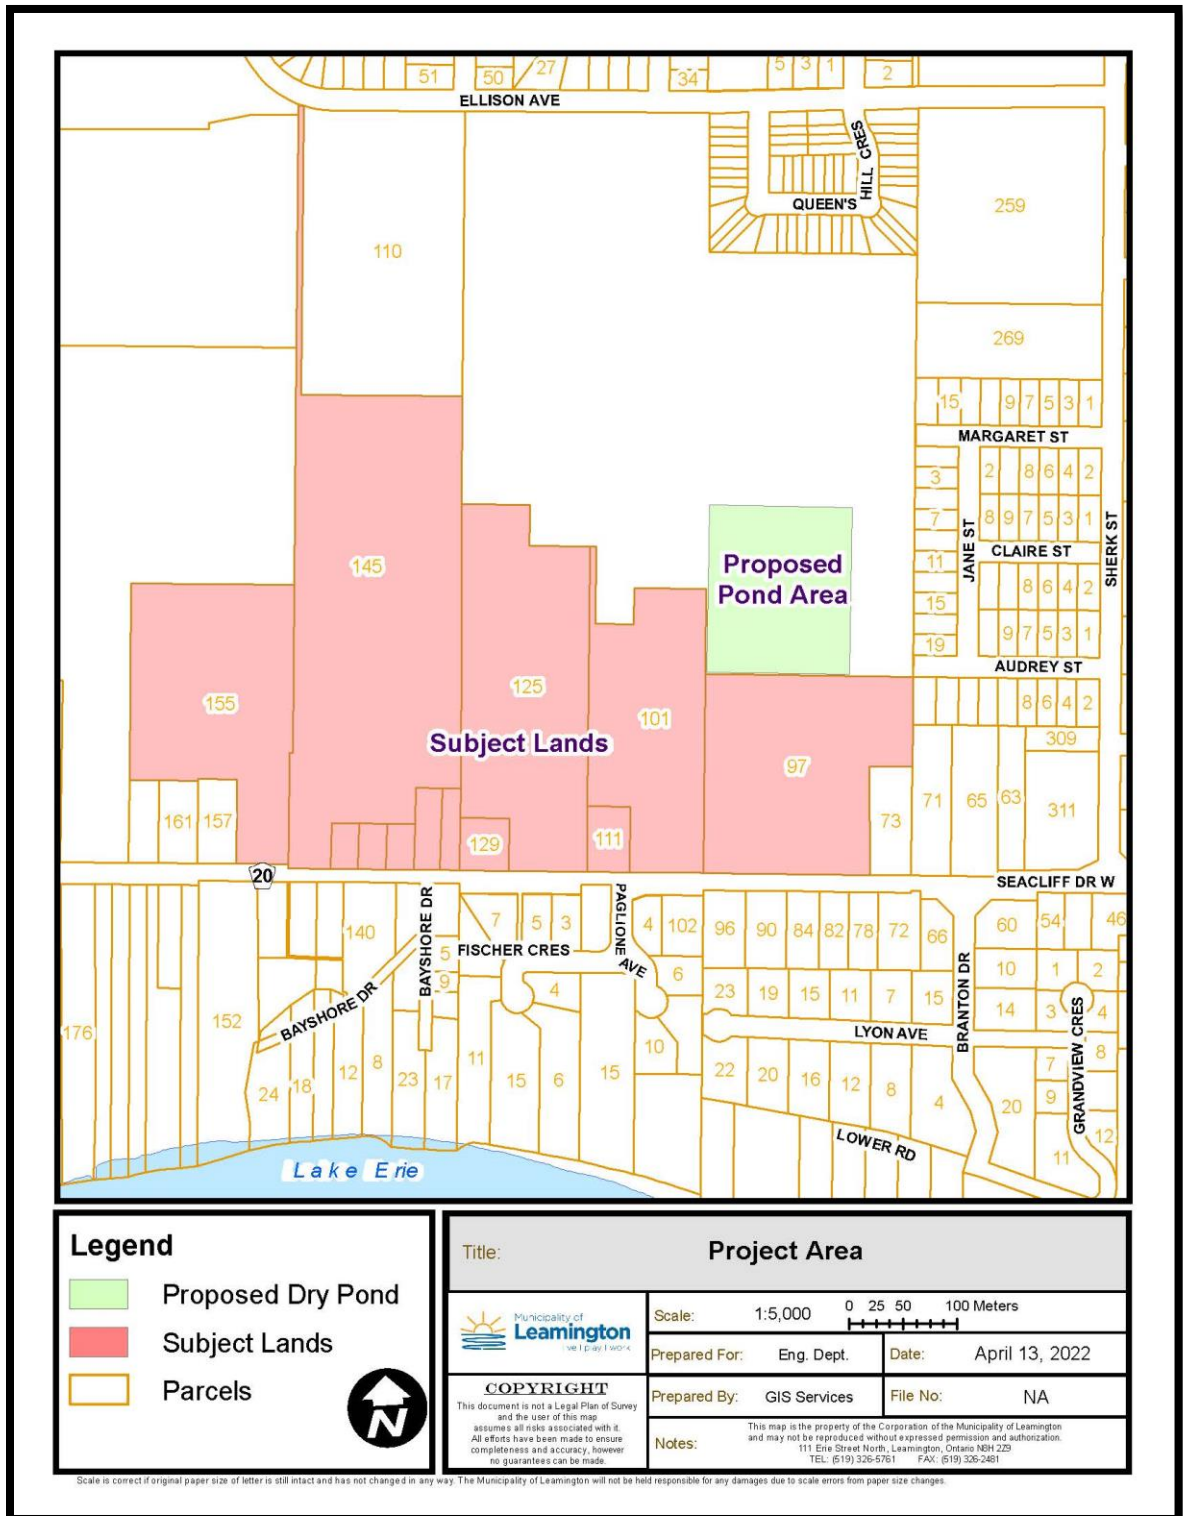 51
50
27
34
5 3 1
2
ELLISON AVE
QUEEN'S
HILL CRES
110
259
269
15 9 7 5 3 1
MARGARET ST
3
2 8 6 4 2
7
8 9 7 5 3 1
JANE ST
SHERK ST
CLAIRE ST
11
8 6 4 2
15
9 7 5 3 1
19
AUDREY ST
8 6 4 2
309
145
Proposed
Pond Area
155
125
101
Subject Lands
97
71
65
63
311
73
161
157
129
111
20
SEACLIFF DR W
140
BAYSHORE DR
5
9
7
5
3
FISCHER CRES
PAGLIONE
AVE
4
102
6
96
90
84
82
78
72
66
60
54
46
10
1
2
23
19
15
11
7
15
14
3
4
BRANTON DR
LYON AVE
GRANDVIEW CRES
176
152
BAYSHORE DR
4
10
7
8
24
18
12
8
23
17
11
15
6
15
22
20
16
12
8
4
20
9
12
11
LOWER RD
Lake Erie
Legend
Proposed Dry Pond
Subject Lands
Parcels
N
Title: Project Area
Municipality of
Leamington
Scale: 1:5,000 0 25 50 100 Meters
Prepared For: Eng. Dept. Date: April 13, 2022
COPYRIGHT
This document is not a Legal Plan of Survey
and the user of this map
assumes all risks associated with it.
All efforts have been made to ensure
completeness and accuracy, however
no guarantees can be made.
Prepared By: GIS Services File No: NA
Notes:
This map is the property of the Corporation of the Municipality of Leamington
and may not be reproduced without expressed permission and authorization.
111 Erie Street North, Leamington, Ontario N8H 2Z9
TEL: (519) 326-5761 FAX: (519) 326-2481
Scale is correct if original paper size of letter is still intact and has not changed in any way. The Municipality of Leamington will not be held responsible for any damages due to scale errors from paper size changes.